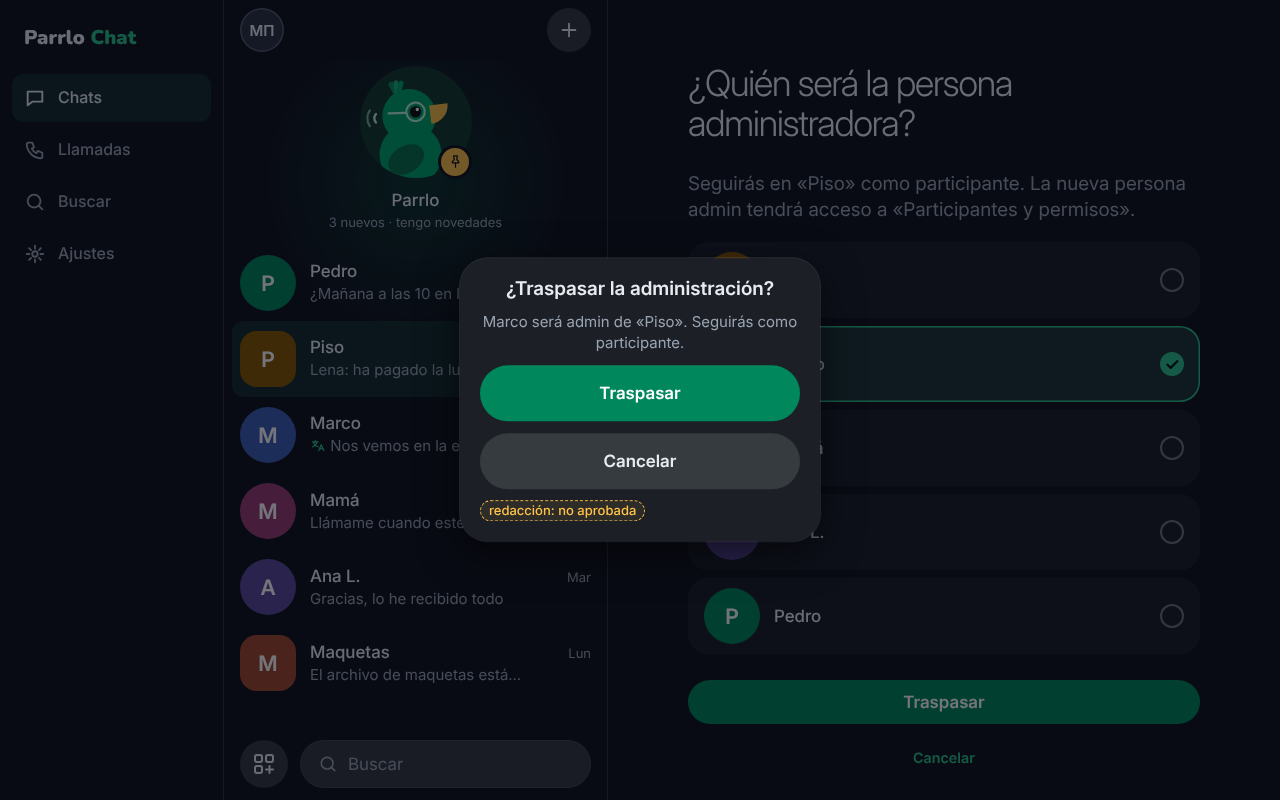 Parrlo Chat
Chats
Llamadas
Buscar
Ajustes
МП
Parrlo
3 nuevos · tengo novedades
P
Pedro
¿Mañana a las 10 en
P
Piso
Lena: ha pagado la lu
M
Marco
Nos vemos en la e
M
Mamá
Llámame cuando esté
A
Ana L.
Mar
Gracias, lo he recibido todo
M
Maquetas
Lun
El archivo de maquetas está...
Buscar
¿Quién será la persona
administradora?
Seguirás en «Piso» como participante. La nueva persona
admin tendrá acceso a «Participantes y permisos».
L.
P
Pedro
Traspasar
Cancelar
¿Traspasar la administración?
Marco será admin de «Piso». Seguirás como
participante.
Traspasar
Cancelar
redacción: no aprobada